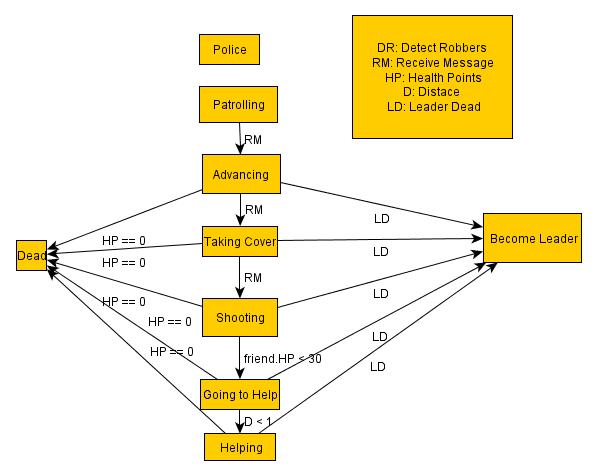 Police
DR: Detect Robbers
RM: Receive Message
HP: Health Points
D: Distace
LD: Leader Dead
Patrolling
RM
Advancing
RM
LD
HP == 0
Dead
Taking Cover
Become Leader
HP == 0
LD
RM
HP == 0
LD
Shooting
HP == 0
LD
HP == 0
friend.HP < 30
LD
Going to Help
D < 1
Helping